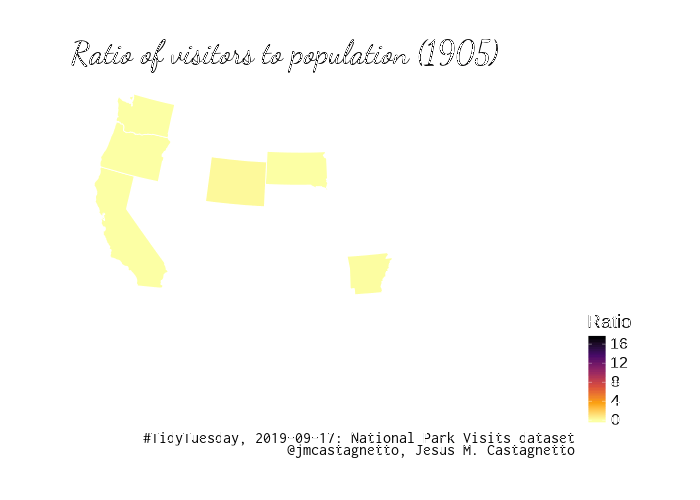 Ratio of visitors to population (1905)
Ratio
16
12
8
4
0
#TidyTuesday, 2019-09-17: National Park Visits dataset
@jmcastagnetto, Jesus M. Castagnetto